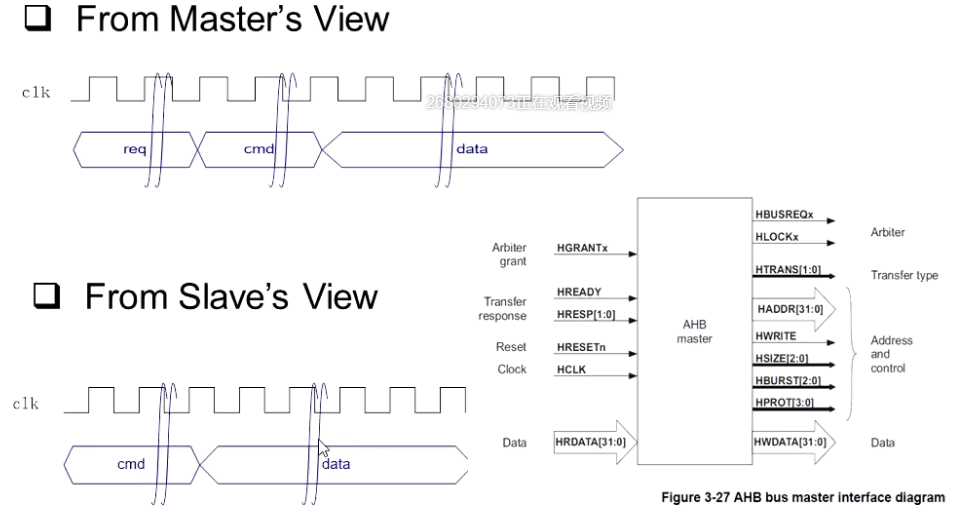 ❑ From Master's View
clk
2680294073正在观看视频
req
cmd
data
❑ From Slave's View
clk
cmd
data
Arbiter
grant
HGRANTx
Transfer
response
HREADY
HRESP[1:0]
Reset
HRESETn
Clock
HCLK
Data
HRDATA[31:0]
AHB
master
HBUSREQx
HLOCKx
Arbiter
HTRANS[1:0]
Transfer type
HADDR[31:0]
HWRITE
HSIZE[2:0]
HBURST[2:0]
HPROT[3:0]
Address
and
control
HWDATA[31:0]
Data
Figure 3-27 AHB bus master interface diagram